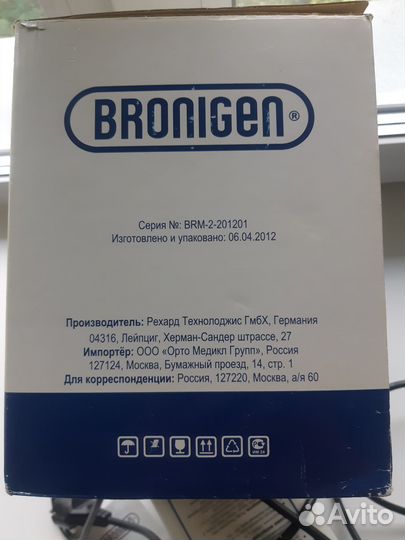 BRONIGEN®
Серия №: BRM-2-201201
Изготовлено и упаковано: 06.04.2012
Производитель: Рехард Технолоджис ГмбХ, Германия
04316, Лейпциг, Херман-Сандер штрассе, 27
Импортёр: ООО «Орто Медикл Групп», Россия
127124, Москва, Бумажный проезд, 14, стр. 1
Для корреспонденции: Россия, 127220, Москва, а/я 60
Avito